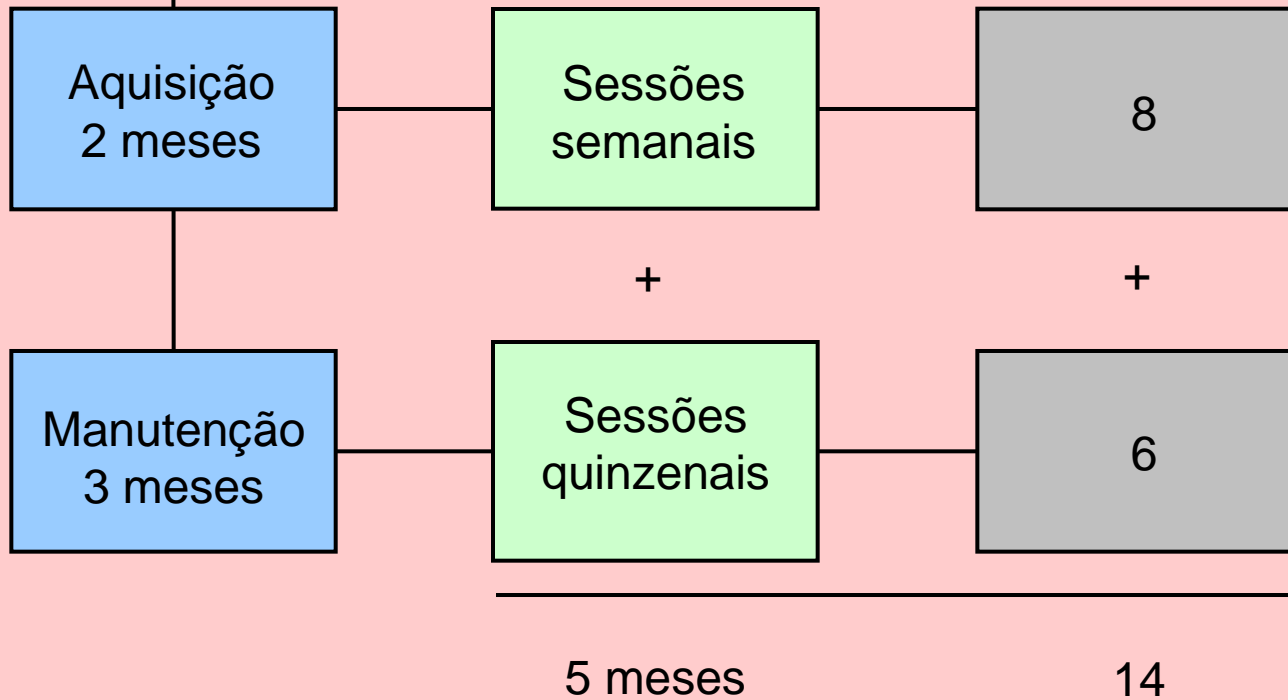 Aquisição
2 meses
Sessões
semanais
8
+
+
Manutenção
3 meses
Sessões
quinzenais
6
5 meses
14